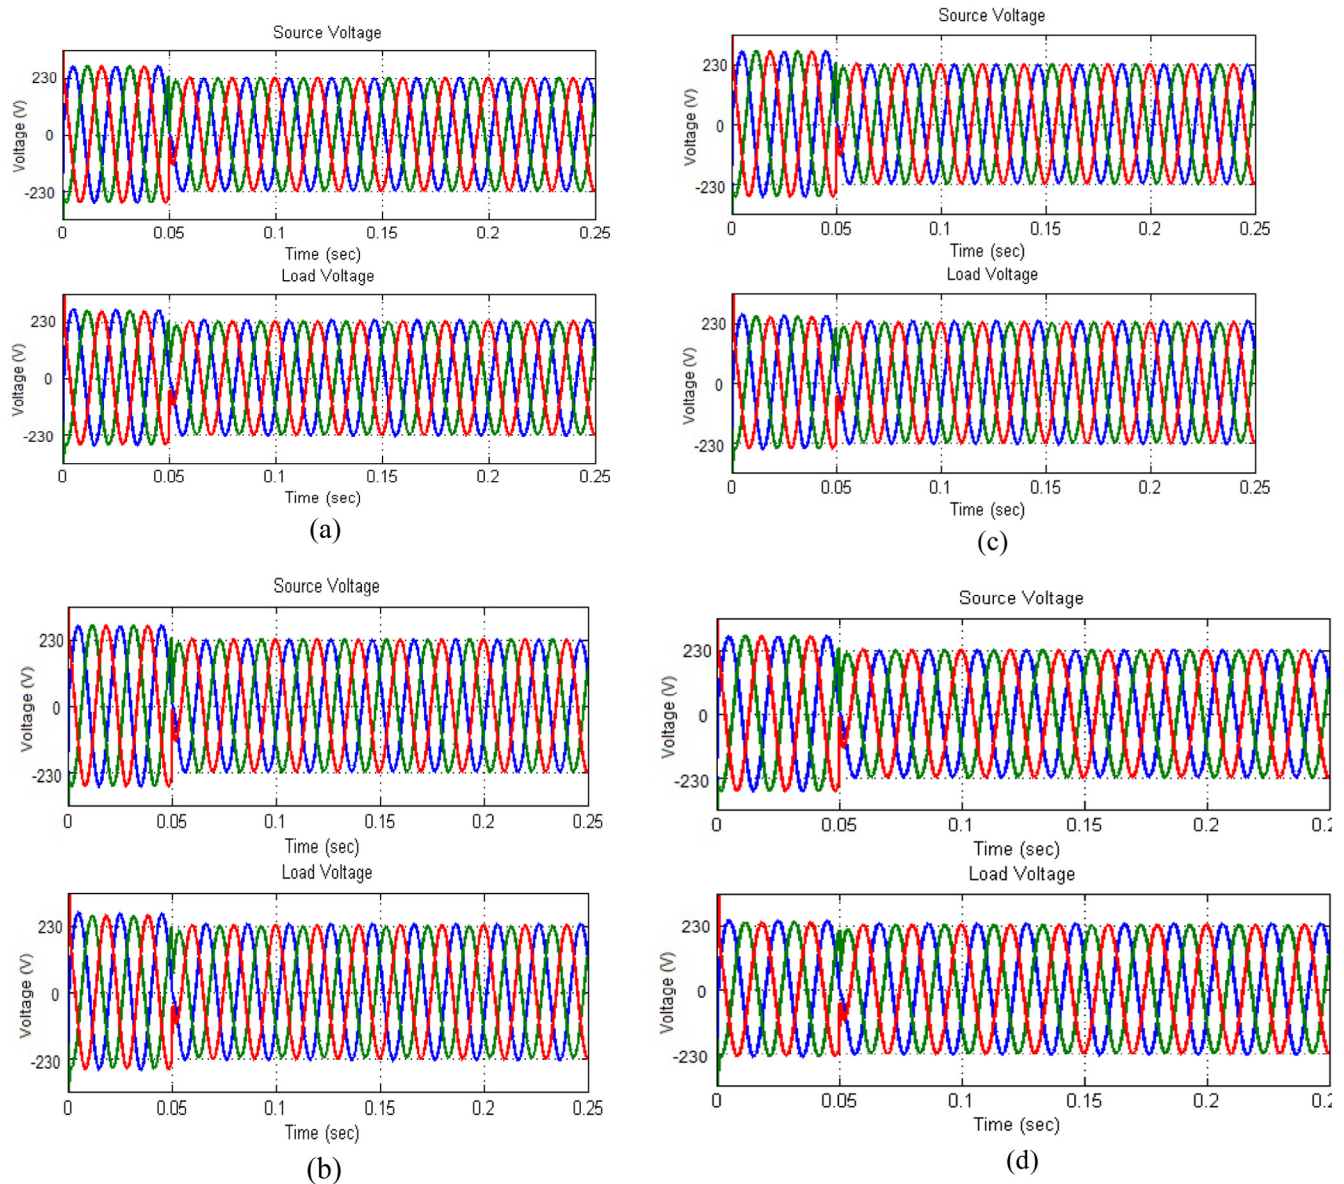 Source Voltage
Voltage (V)
230
0
-230
0 0.05 0.1 0.15 0.2 0.25
Time (sec)
Load Voltage
Voltage (V)
230
0
-230
0 0.05 0.1 0.15 0.2 0.25
Time (sec)
(a)
Source Voltage
Voltage (V)
230
0
-230
0 0.05 0.1 0.15 0.2 0.25
Time (sec)
Load Voltage
Voltage (V)
230
0
-230
0 0.05 0.1 0.15 0.2 0.25
Time (sec)
(c)
Source Voltage
Voltage (V)
230
0
-230
0 0.05 0.1 0.15 0.2 0.25
Time (sec)
Load Voltage
Voltage (V)
230
0
-230
0 0.05 0.1 0.15 0.2 0.25
Time (sec)
(b)
Source Voltage
Voltage (V)
230
0
-230
0 0.05 0.1 0.15 0.2
Time (sec)
Load Voltage
Voltage (V)
230
0
-230
0 0.05 0.1 0.15 0.2
Time (sec)
(d)